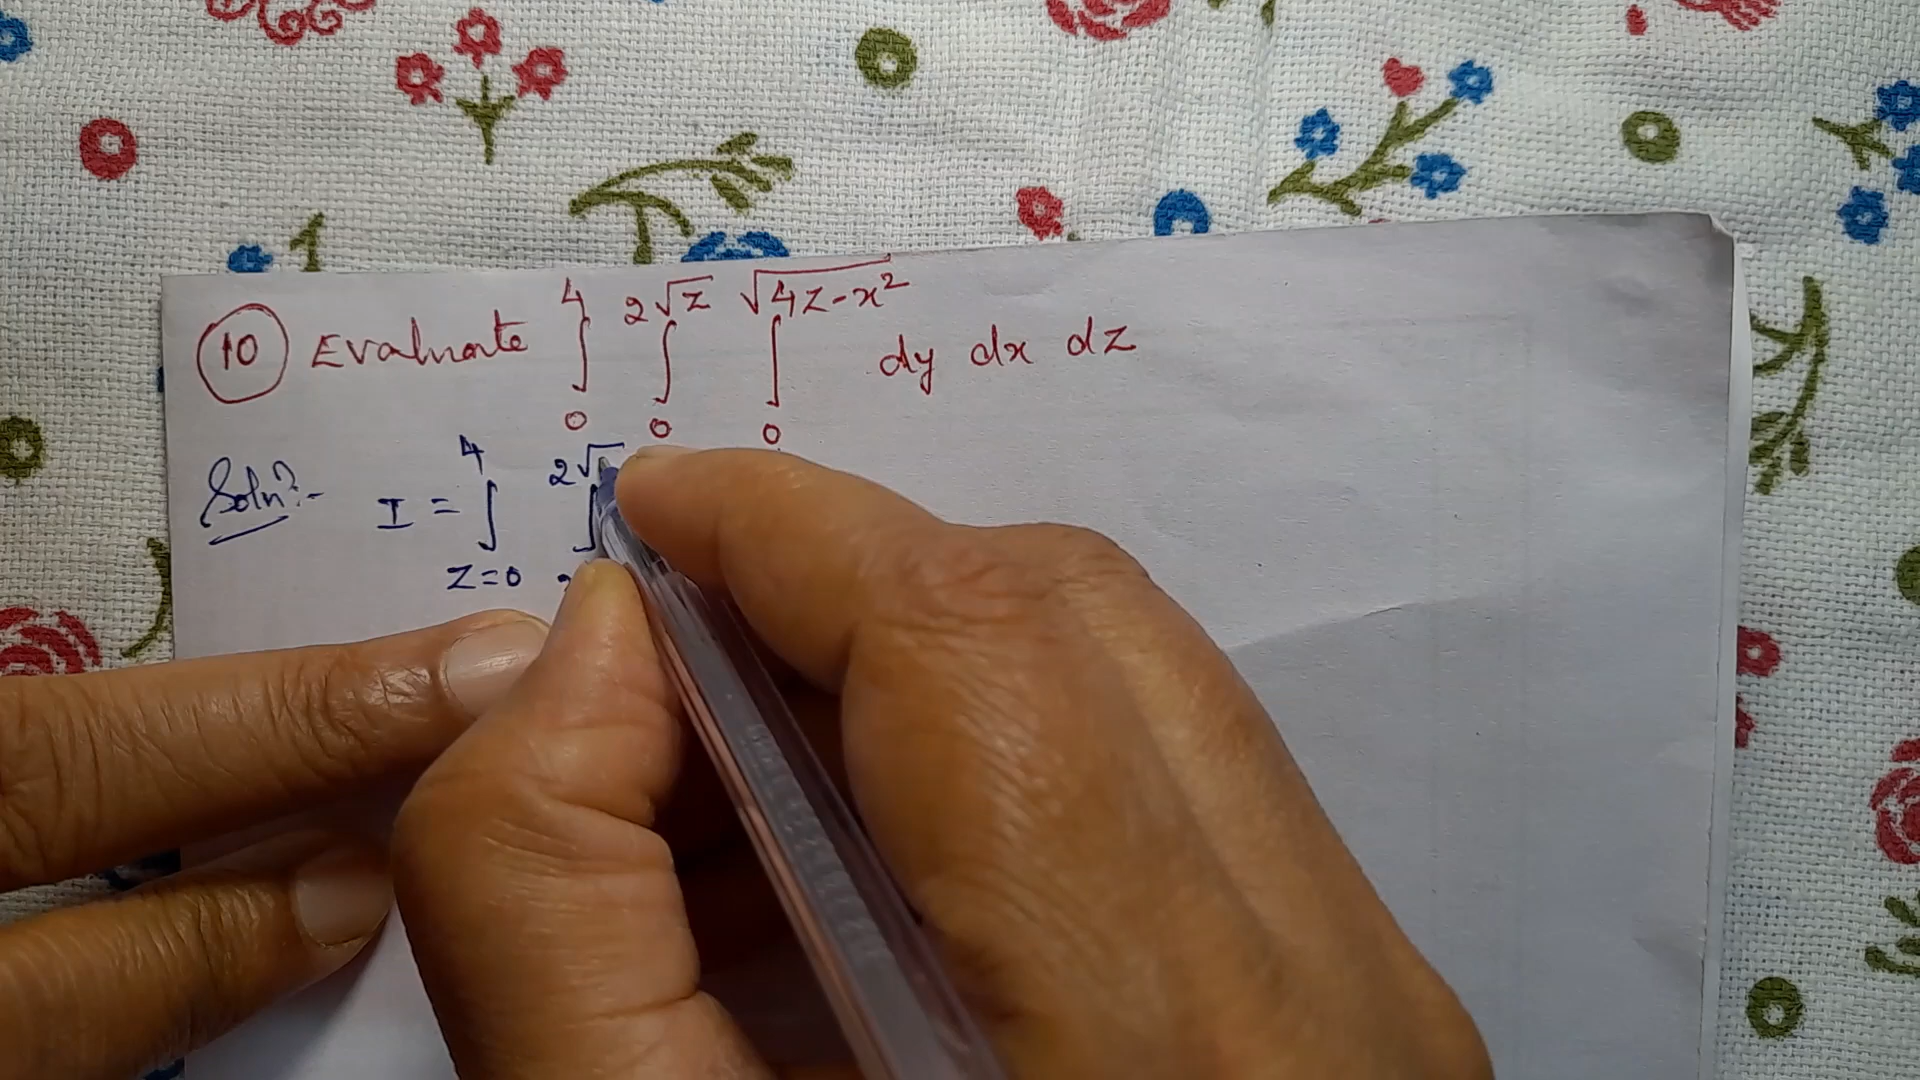 10 Evaluate ∫₀⁴ ∫₀^{2√z} ∫₀^{√(4z-x²)} dy dx dz
Soln:- I = ∫_{z=0}^{4} ∫^{2√